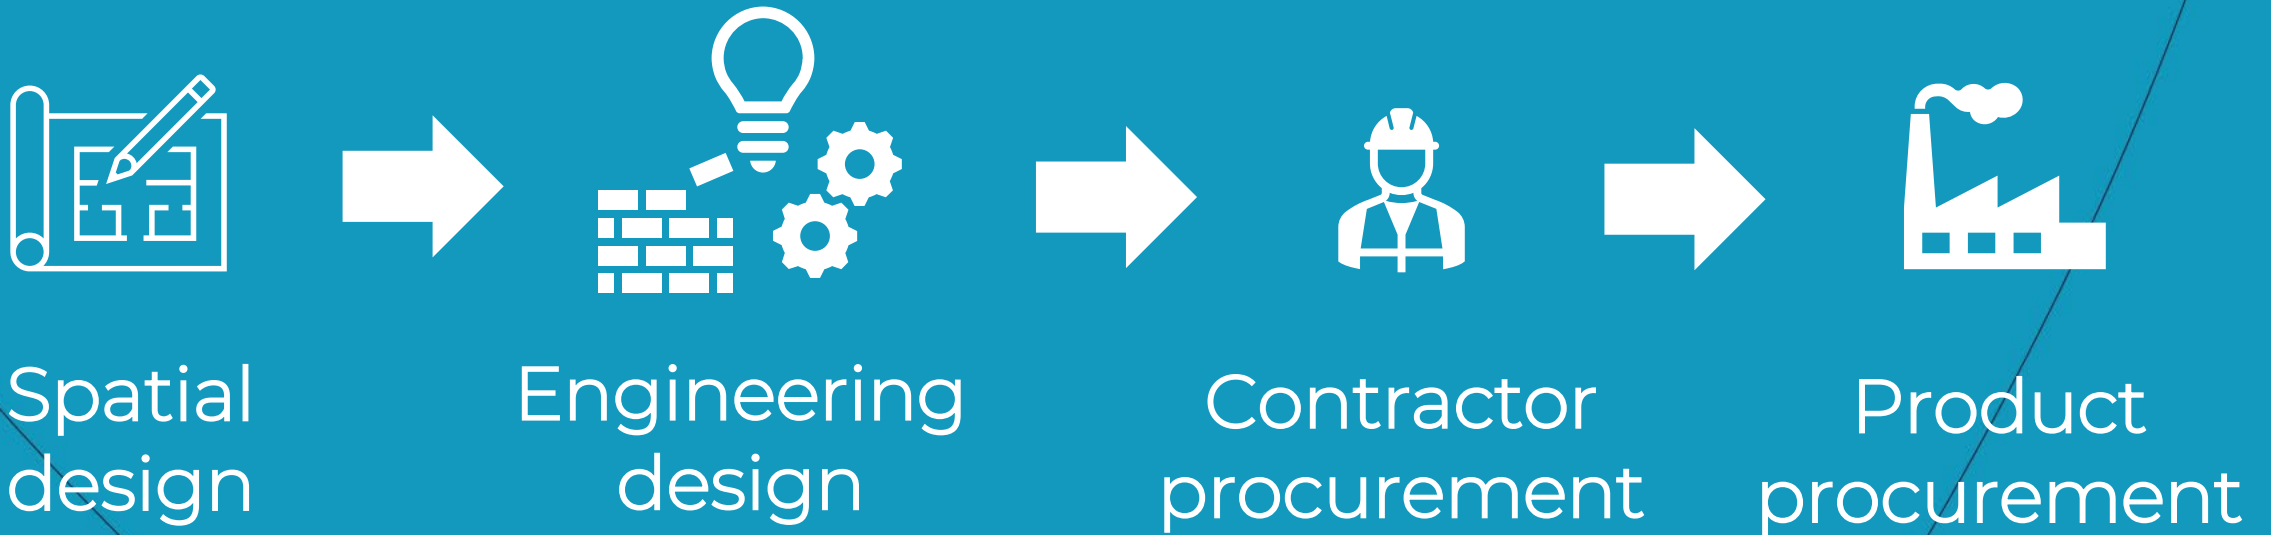 Spatial
design
Engineering
design
Contractor
procurement
Product
procurement